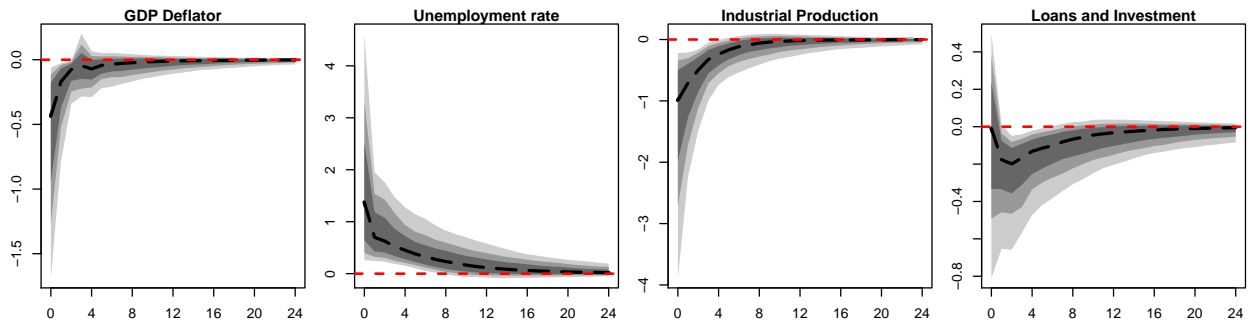 GDP Deflator
0.0
−0.5
−1.0
−1.5
0 4 8 12 16 20 24
Unemployment rate
4
3
2
1
0
0 4 8 12 16 20 24
Industrial Production
0
−1
−2
−3
−4
0 4 8 12 16 20 24
Loans and Investment
0.4
0.0
−0.4
−0.8
0 4 8 12 16 20 24